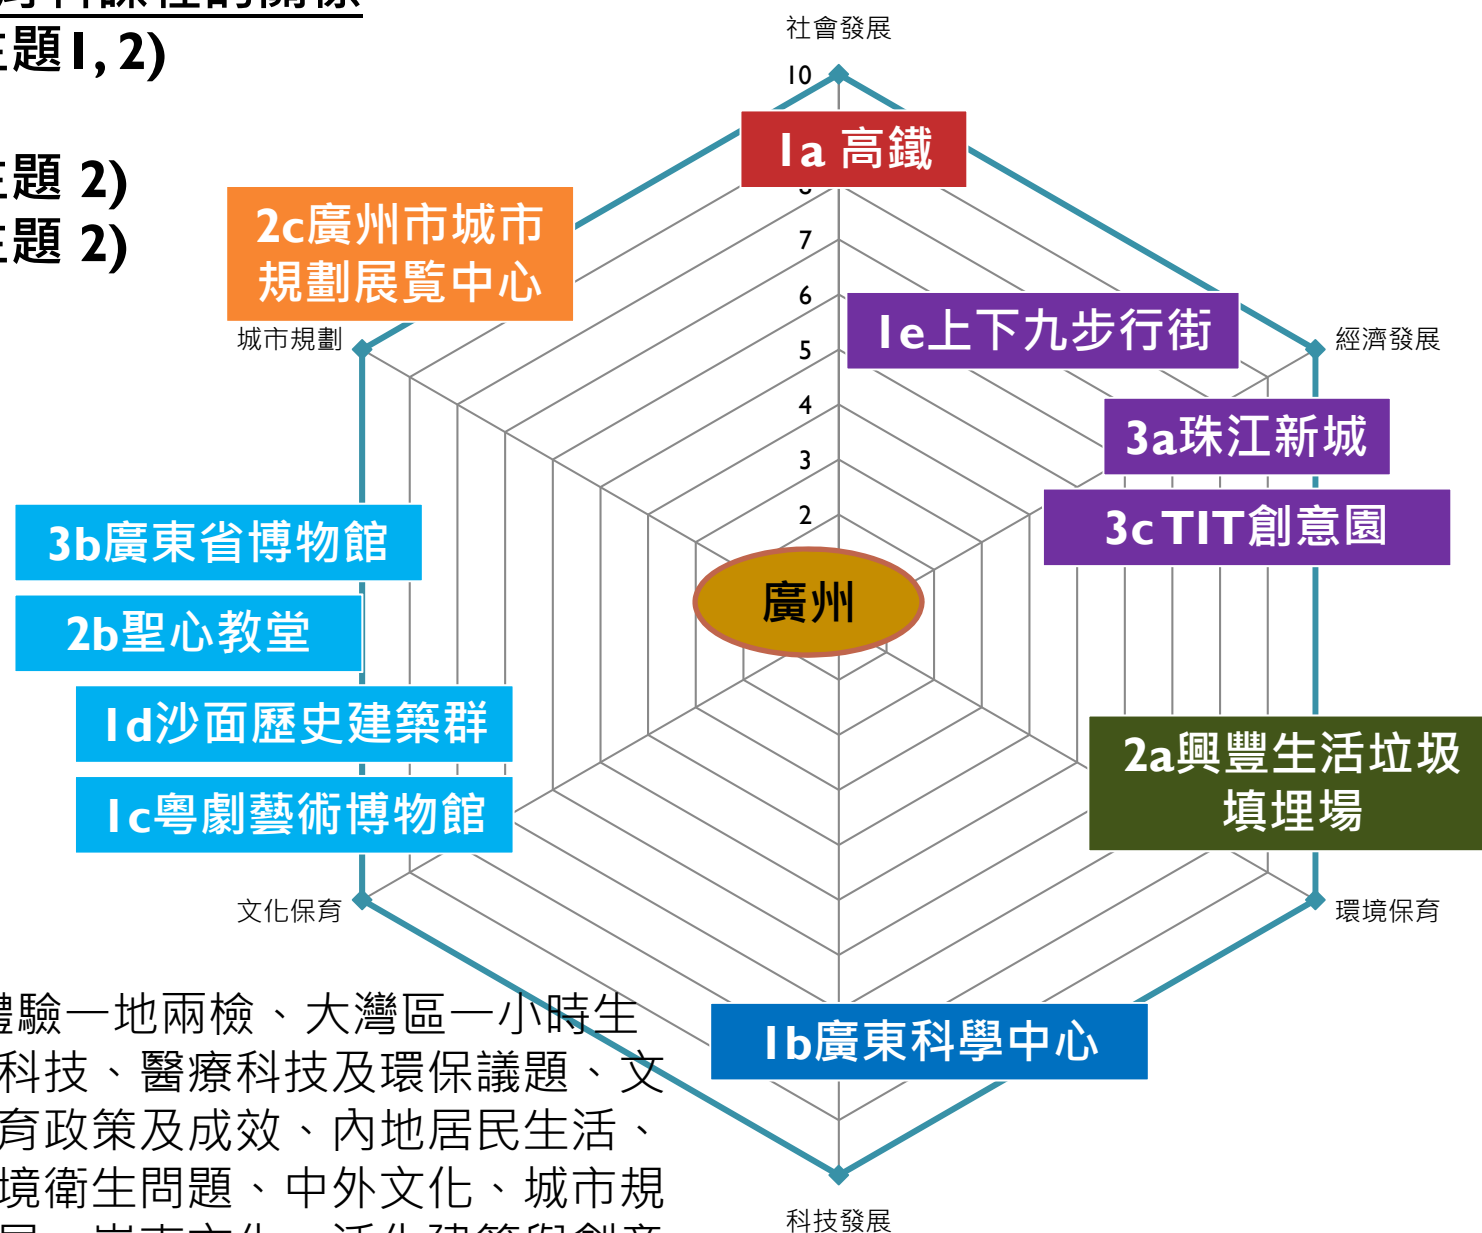 主題1, 2)
主題 2)
主題 2)
社會發展
10
1a 高鐵
2c廣州市城市
規劃展覽中心
7
6
1e上下九步行街
城市規劃
5
經濟發展
4
3a珠江新城
3
2
3c TIT創意園
3b廣東省博物館
廣州
2b聖心教堂
1d沙面歷史建築群
2a興豐生活垃圾
填埋場
1c粵劇藝術博物館
文化保育
環境保育
體驗一地兩檢、大灣區一小時生
科技、醫療科技及環保議題、文
1b廣東科學中心
育政策及成效、內地居民生活、
境衛生問題、中外文化、城市規
科技發展